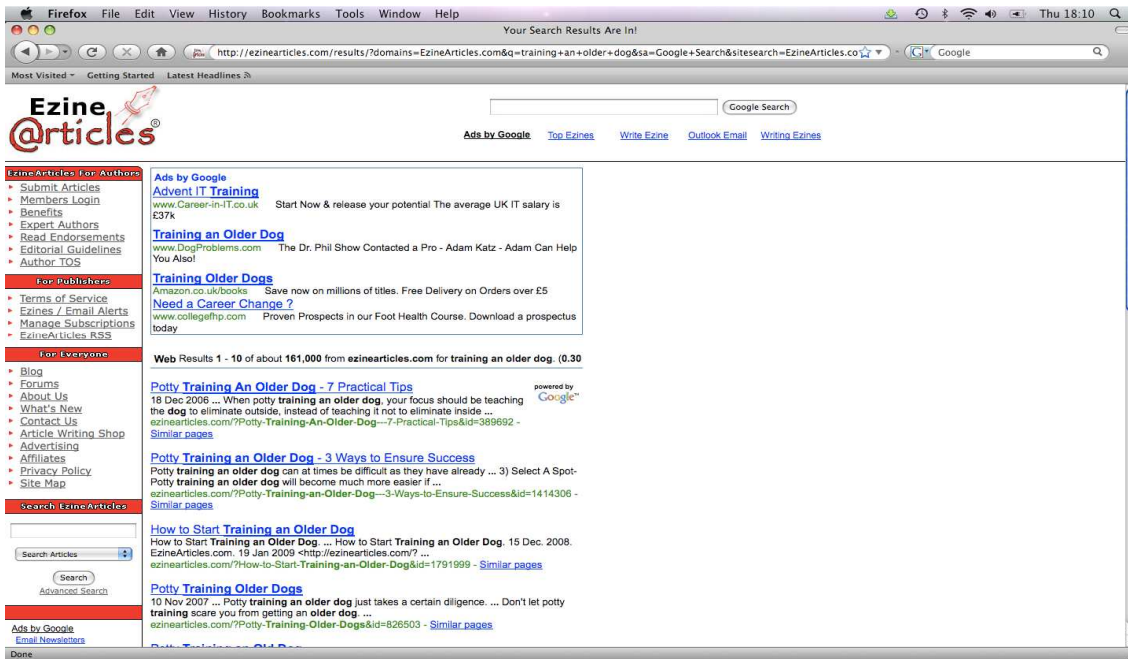 Firefox File Edit View History Bookmarks Tools Window Help Thu 18:10
Your Search Results Are In!
http://ezinearticles.com/results/?domains=EzineArticles.com&q=training+an+older+dog&sa=Google+Search&sitesearch=EzineArticles.co
Google
Most Visited Getting Started Latest Headlines
Ezine
@rticles®
Google Search
Ads by Google Top Ezines Write Ezine Outlook Email Writing Ezines
EzineArticles For Authors
Submit Articles
Members Login
Benefits
Expert Authors
Read Endorsements
Editorial Guidelines
Author TOS
For Publishers
Terms of Service
Ezines / Email Alerts
Manage Subscriptions
EzineArticles RSS
For Everyone
Blog
Forums
About Us
What's New
Contact Us
Article Writing Shop
Advertising
Affiliates
Privacy Policy
Site Map
Search EzineArticles
Search Articles
Search
Advanced Search
Ads by Google
Email Newsletters
Ads by Google
Advent IT Training
www.Career-in-IT.co.uk Start Now & release your potential The average UK IT salary is
£37k
Training an Older Dog
www.DogProblems.com The Dr. Phil Show Contacted a Pro - Adam Katz - Adam Can Help
You Also!
Training Older Dogs
Amazon.co.uk/books Save now on millions of titles. Free Delivery on Orders over £5
Need a Career Change ?
www.collegefhp.com Proven Prospects in our Foot Health Course. Download a prospectus
today
Web Results 1 - 10 of about 161,000 from ezinearticles.com for training an older dog. (0.30
powered by
Google™
Potty Training An Older Dog - 7 Practical Tips
18 Dec 2006 ... When potty training an older dog, your focus should be teaching
the dog to eliminate outside, instead of teaching it not to eliminate inside ...
ezinearticles.com/?Potty-Training-An-Older-Dog---7-Practical-Tips&id=389692 -
Similar pages
Potty Training an Older Dog - 3 Ways to Ensure Success
Potty training an older dog can at times be difficult as they have already ... 3) Select A Spot-
Potty training an older dog will become much more easier if ...
ezinearticles.com/?Potty-Training-an-Older-Dog---3-Ways-to-Ensure-Success&id=1414306 -
Similar pages
How to Start Training an Older Dog
How to Start Training an Older Dog. ... How to Start Training an Older Dog. 15 Dec. 2008.
EzineArticles.com. 19 Jan 2009 <http://ezinearticles.com/? ...
ezinearticles.com/?How-to-Start-Training-an-Older-Dog&id=1791999 - Similar pages
Potty Training Older Dogs
10 Nov 2007 ... Potty training an older dog just takes a certain diligence. ... Don't let potty
training scare you from getting an older dog. ...
ezinearticles.com/?Potty-Training-Older-Dogs&id=826503 - Similar pages
Potty Training an Old Dog
Done